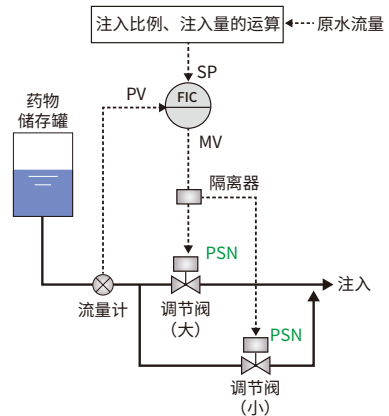 注入比例、注入量的运算
原水流量
SP
药物
储存罐
PV
FIC
MV
隔离器
PSN
注入
流量计
调节阀
（大）
PSN
调节阀
（小）